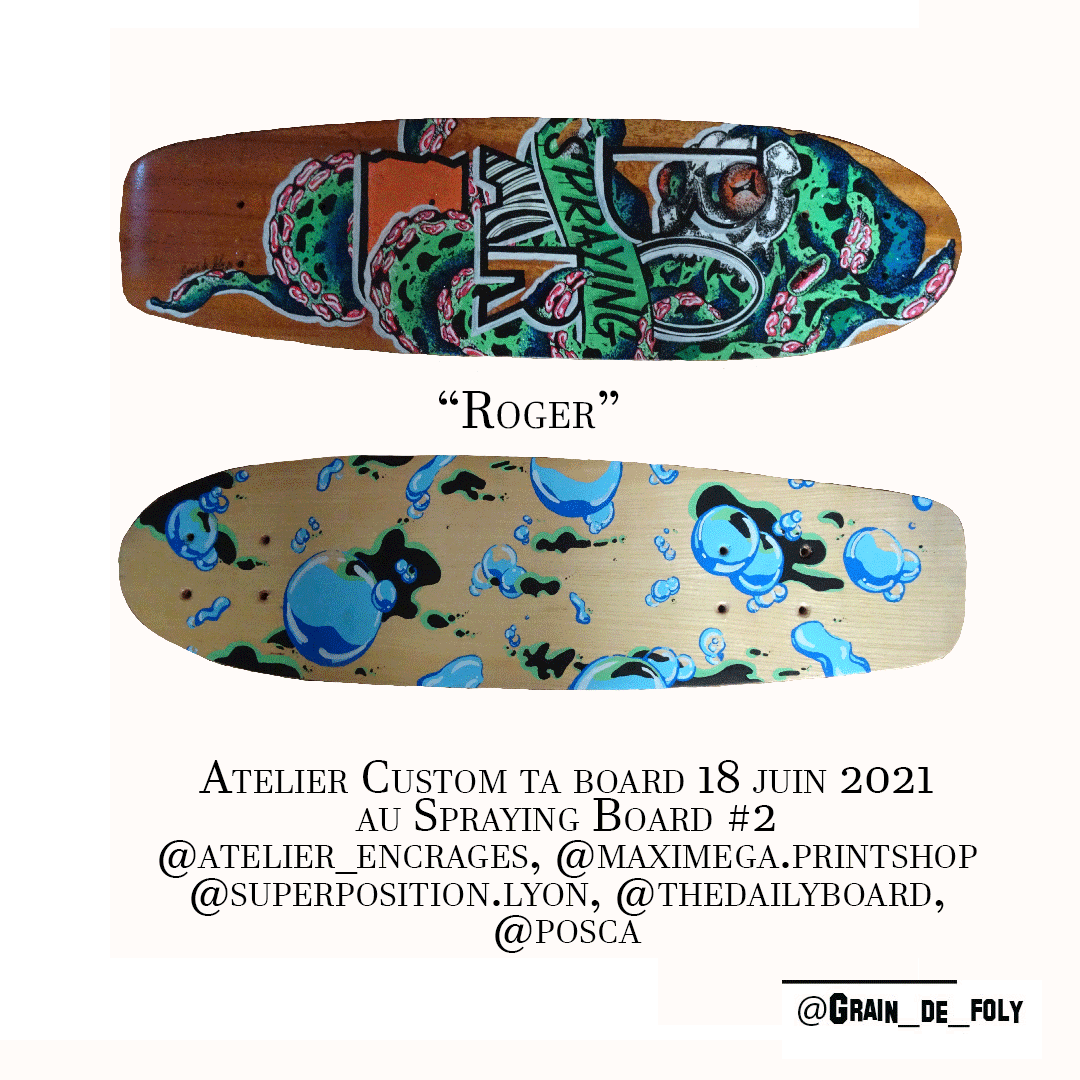 SPRAYING
“Roger”
Atelier Custom ta board 18 juin 2021
au Spraying Board #2
@atelier_encrages, @maximega.printshop
@superposition.lyon, @thedailyboard,
@posca
@Grain_de_foly